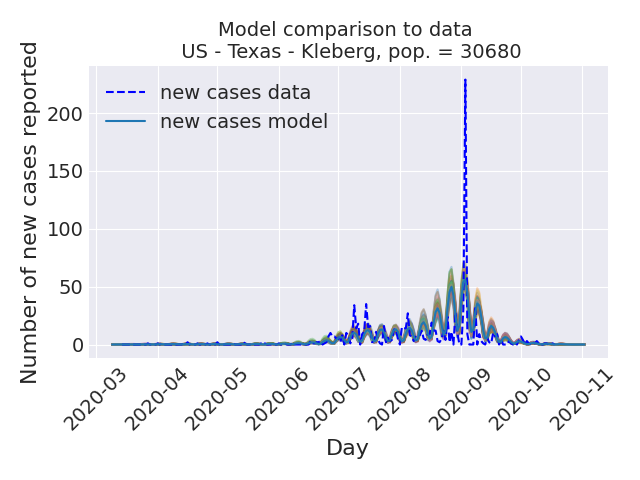 Model comparison to data
US - Texas - Kleberg, pop. = 30680
Number of new cases reported
200
150
100
50
0
new cases data
new cases model
2020-03
2020-04
2020-05
2020-06
2020-07
2020-08
2020-09
2020-10
2020-11
Day